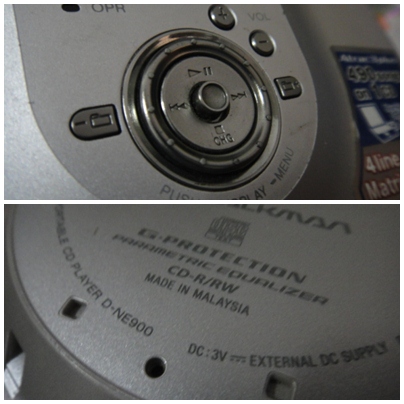 OPR
+
VOL
-
CHG
-MENU
4line
Matri
G-PROTECTION
PARAMETRIC EQUALIZER
CD-R/RW
MADE IN MALAYSIA
PORTABLE CD PLAYER D-NE900
DC:3V EXTERNAL DC SUPPLY